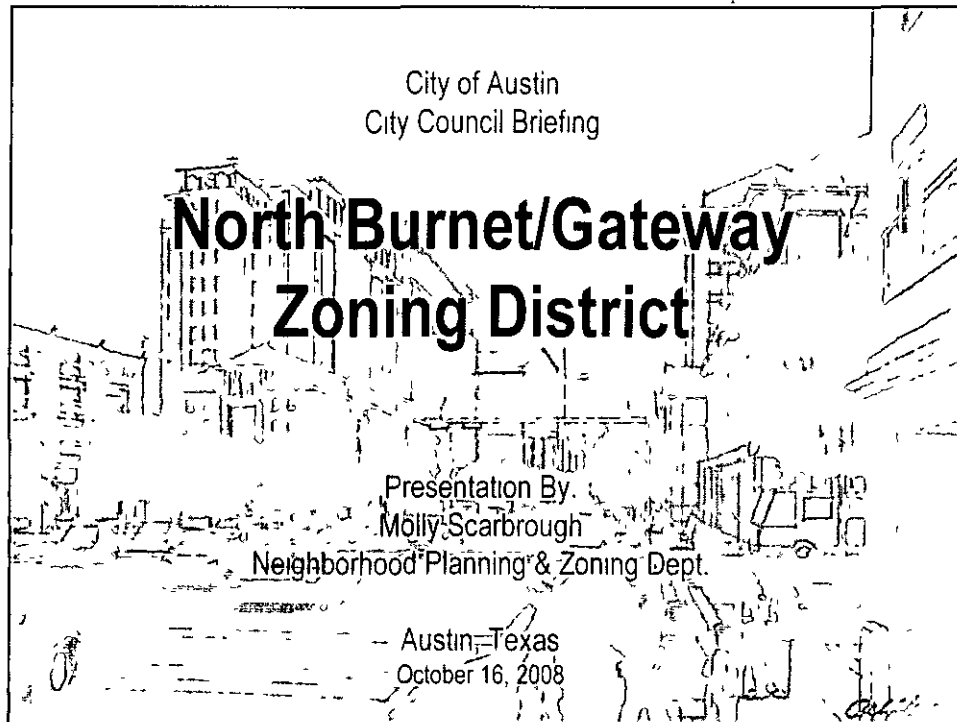 City of Austin
City Council Briefing
North Burnet/Gateway
Zoning District
Presentation By.
Molly Scarbrough
Neighborhood Planning & Zoning Dept.
Austin, Texas
October 16, 2008